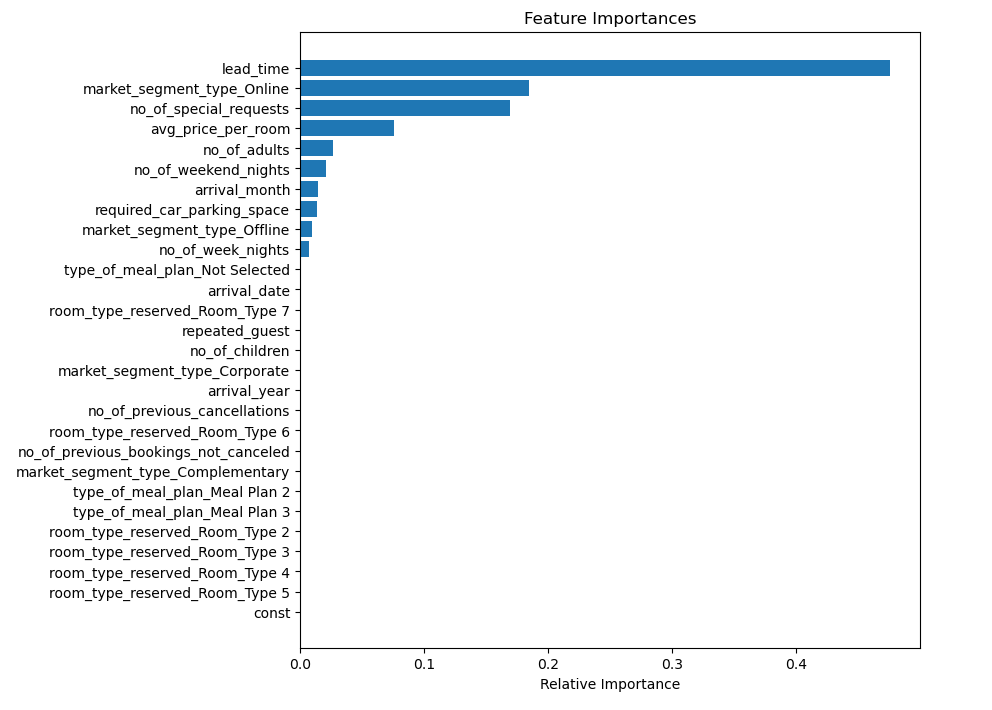 Feature Importances
lead_time
market_segment_type_Online
no_of_special_requests
avg_price_per_room
no_of_adults
no_of_weekend_nights
arrival_month
required_car_parking_space
market_segment_type_Offline
no_of_week_nights
type_of_meal_plan_Not Selected
arrival_date
room_type_reserved_Room_Type 7
repeated_guest
no_of_children
market_segment_type_Corporate
arrival_year
no_of_previous_cancellations
room_type_reserved_Room_Type 6
no_of_previous_bookings_not_canceled
market_segment_type_Complementary
type_of_meal_plan_Meal Plan 2
type_of_meal_plan_Meal Plan 3
room_type_reserved_Room_Type 2
room_type_reserved_Room_Type 3
room_type_reserved_Room_Type 4
room_type_reserved_Room_Type 5
const
0.0 0.1 0.2 0.3 0.4
Relative Importance